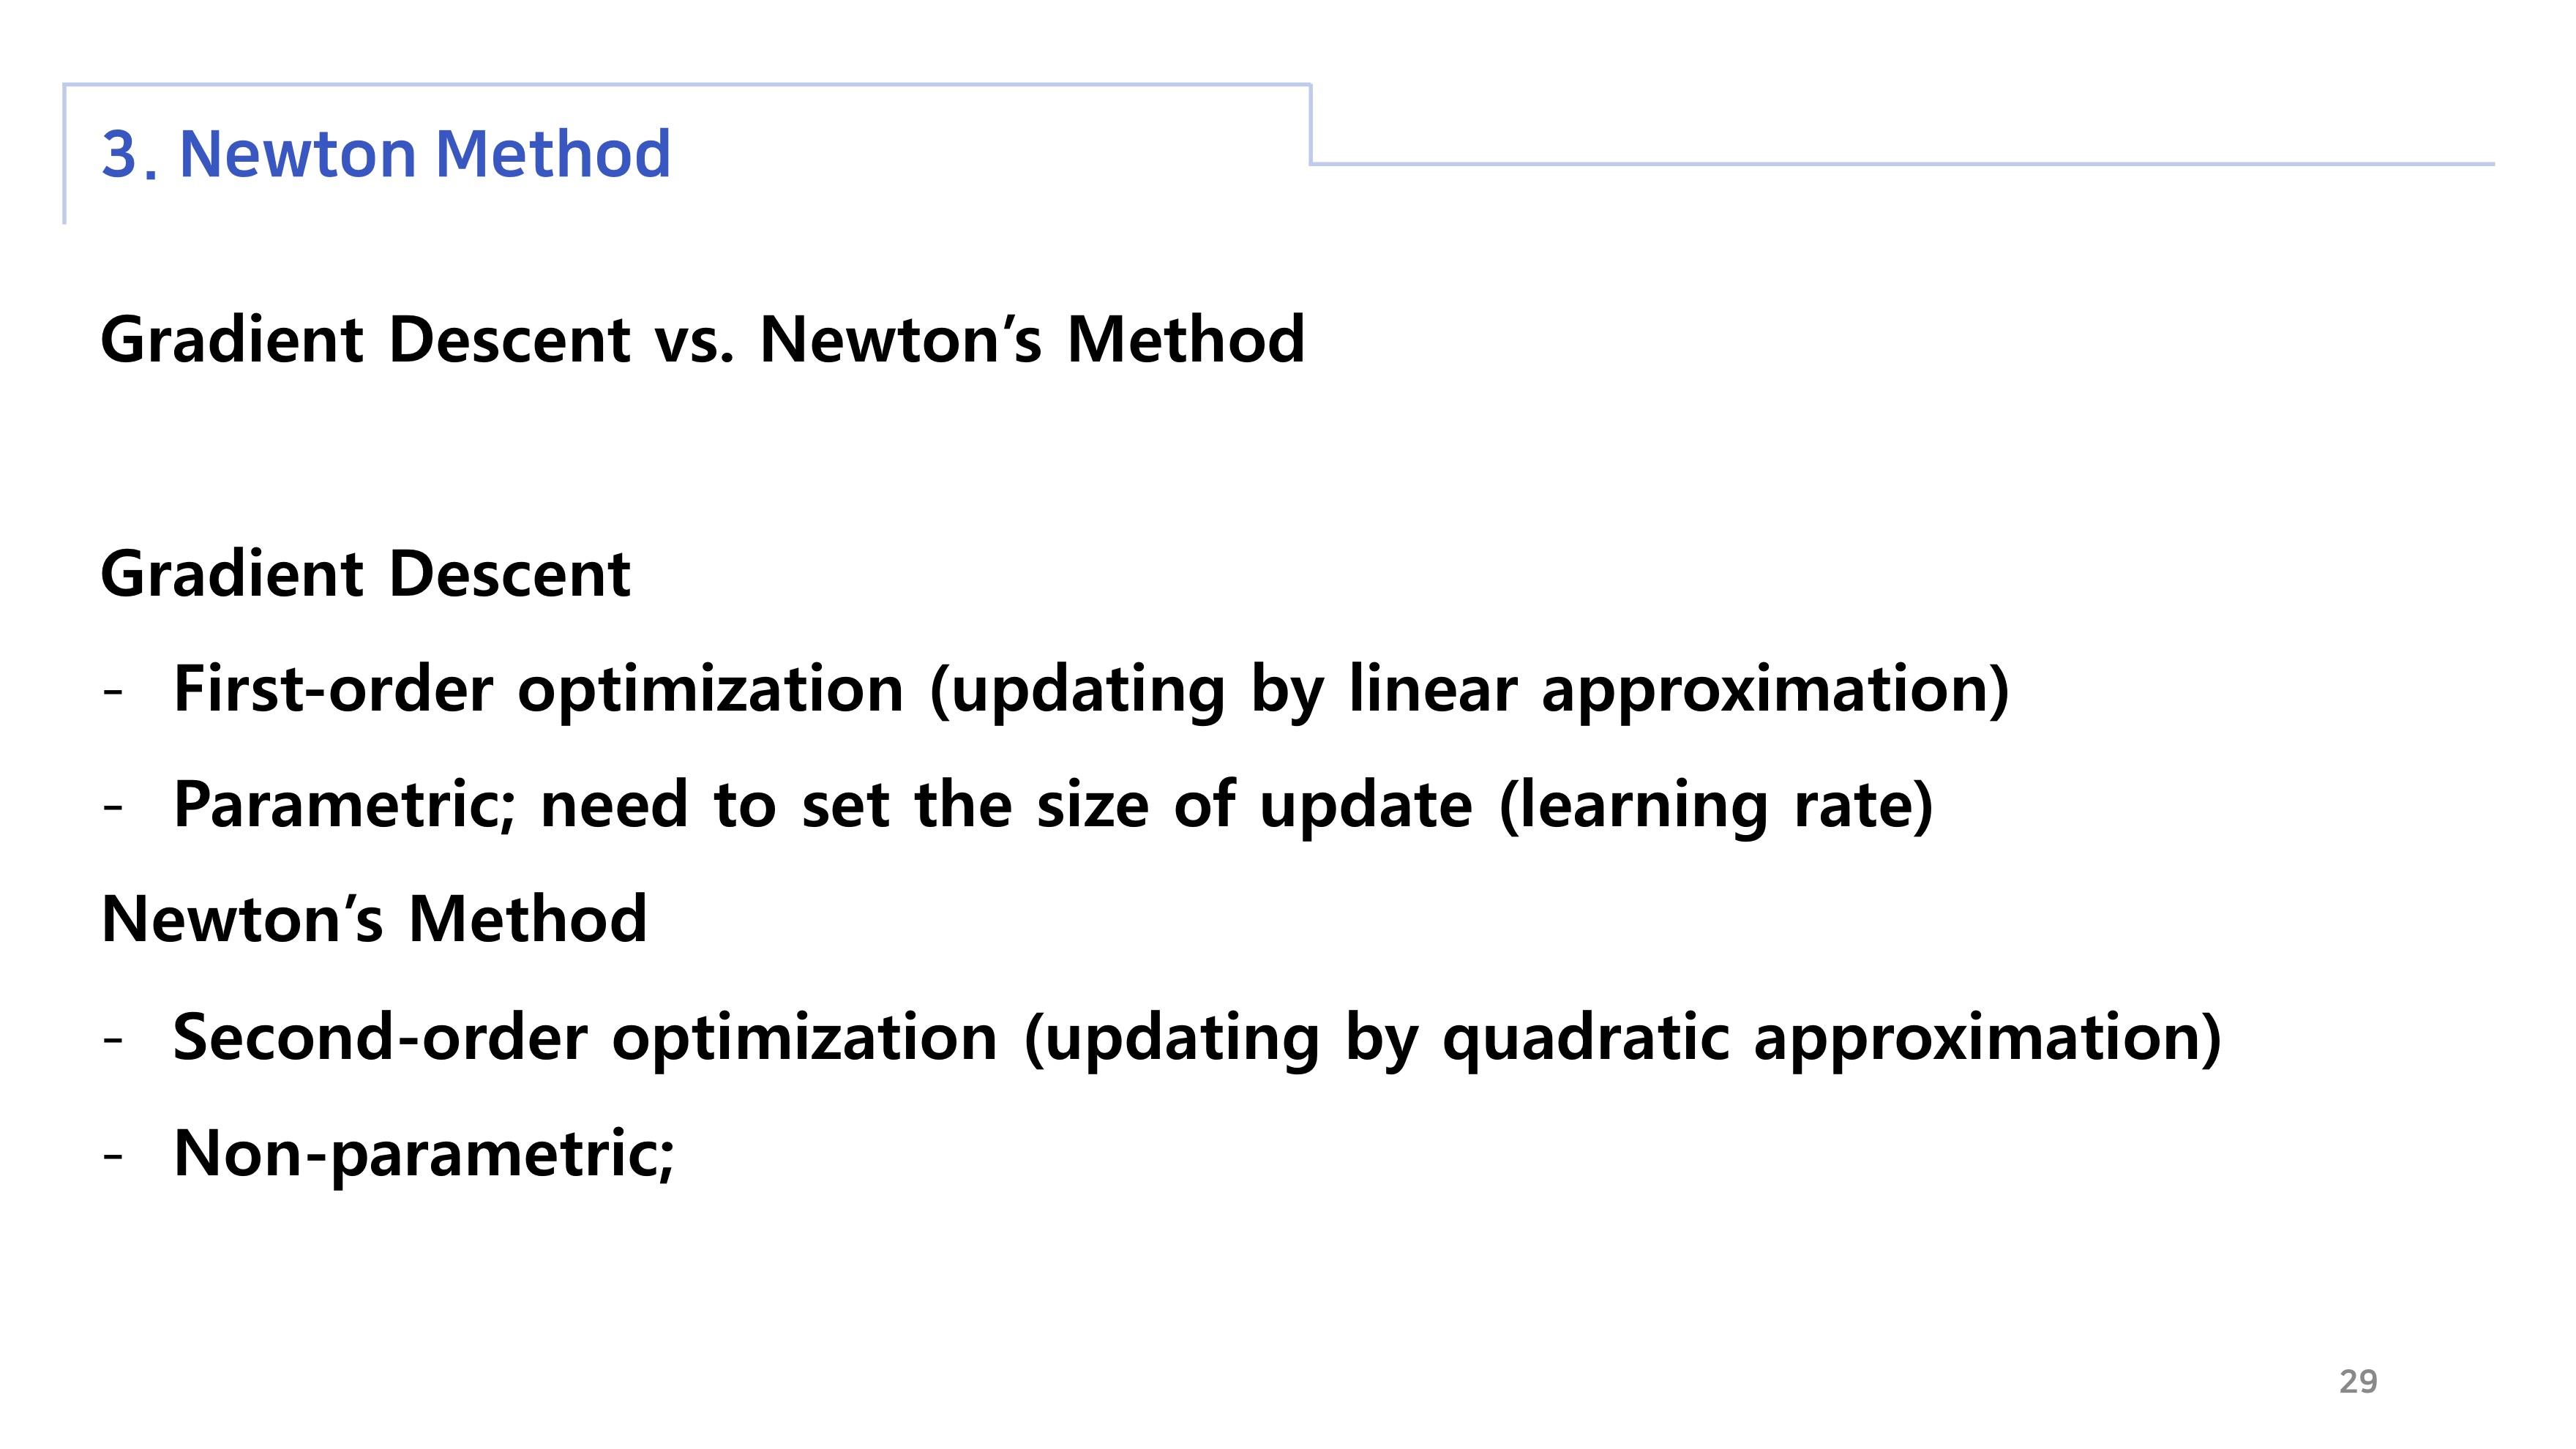 3. Newton Method
Gradient Descent vs. Newton’s Method
Gradient Descent
- First-order optimization (updating by linear approximation)
- Parametric; need to set the size of update (learning rate)
Newton’s Method
- Second-order optimization (updating by quadratic approximation)
- Non-parametric;
29